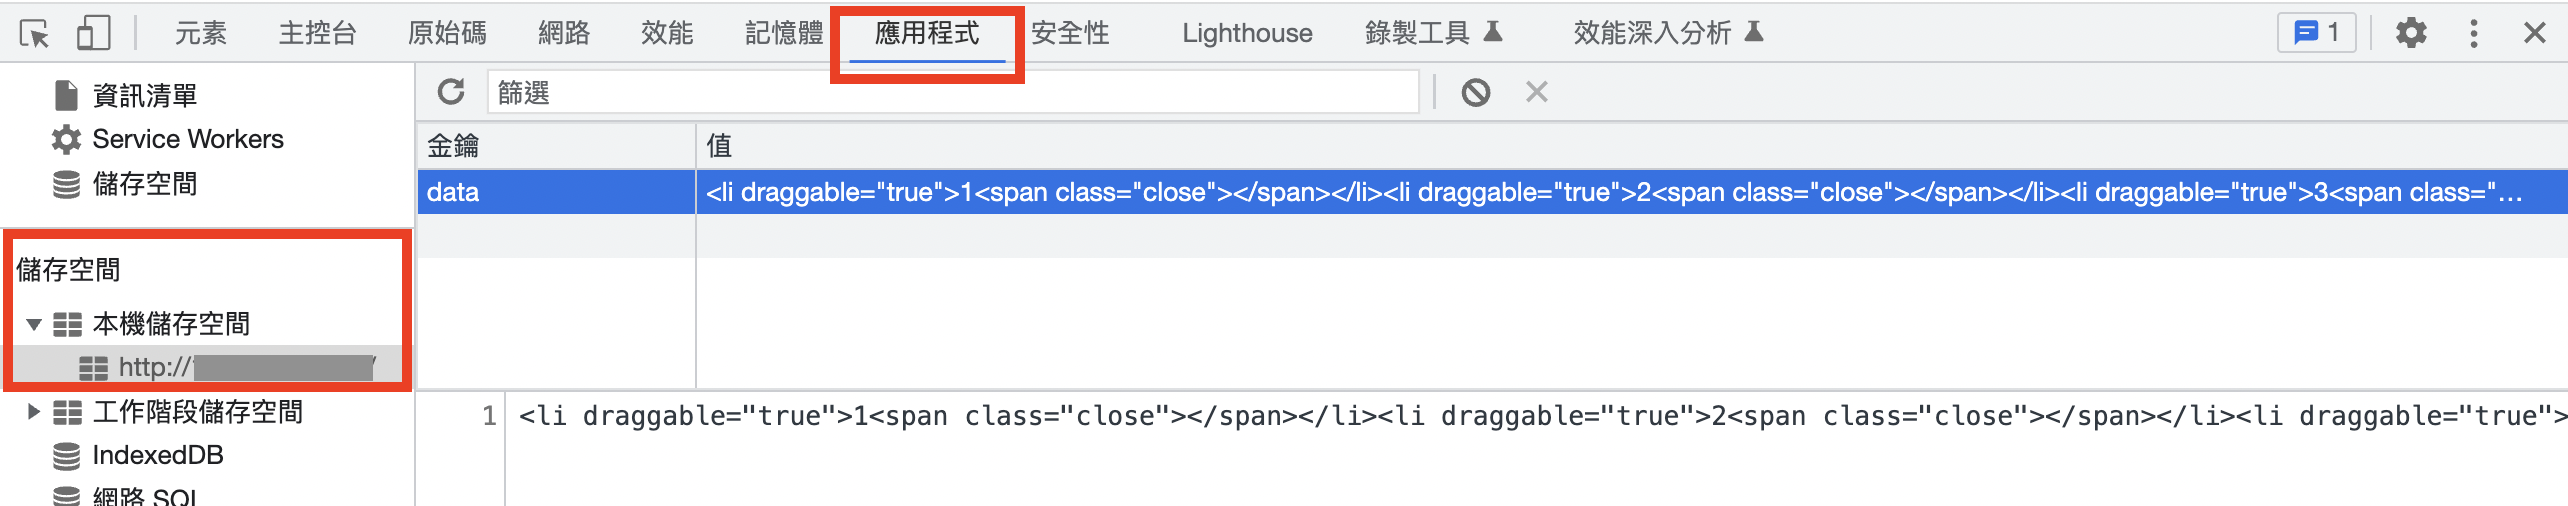 元素 主控台 原始碼 網路 效能 記憶體 應用程式 安全性 Lighthouse 錄製工具 效能深入分析 1
資訊清單
Service Workers
儲存空間
儲存空間
本機儲存空間
http://
工作階段儲存空間
IndexedDB
網路 SQL
篩選
金鑰 值
data <li draggable="true">1<span class="close"></span></li><li draggable="true">2<span class="close"></span></li><li draggable="true">3<span class="...
1 <li draggable="true">1<span class="close"></span></li><li draggable="true">2<span class="close"></span></li><li draggable="true">